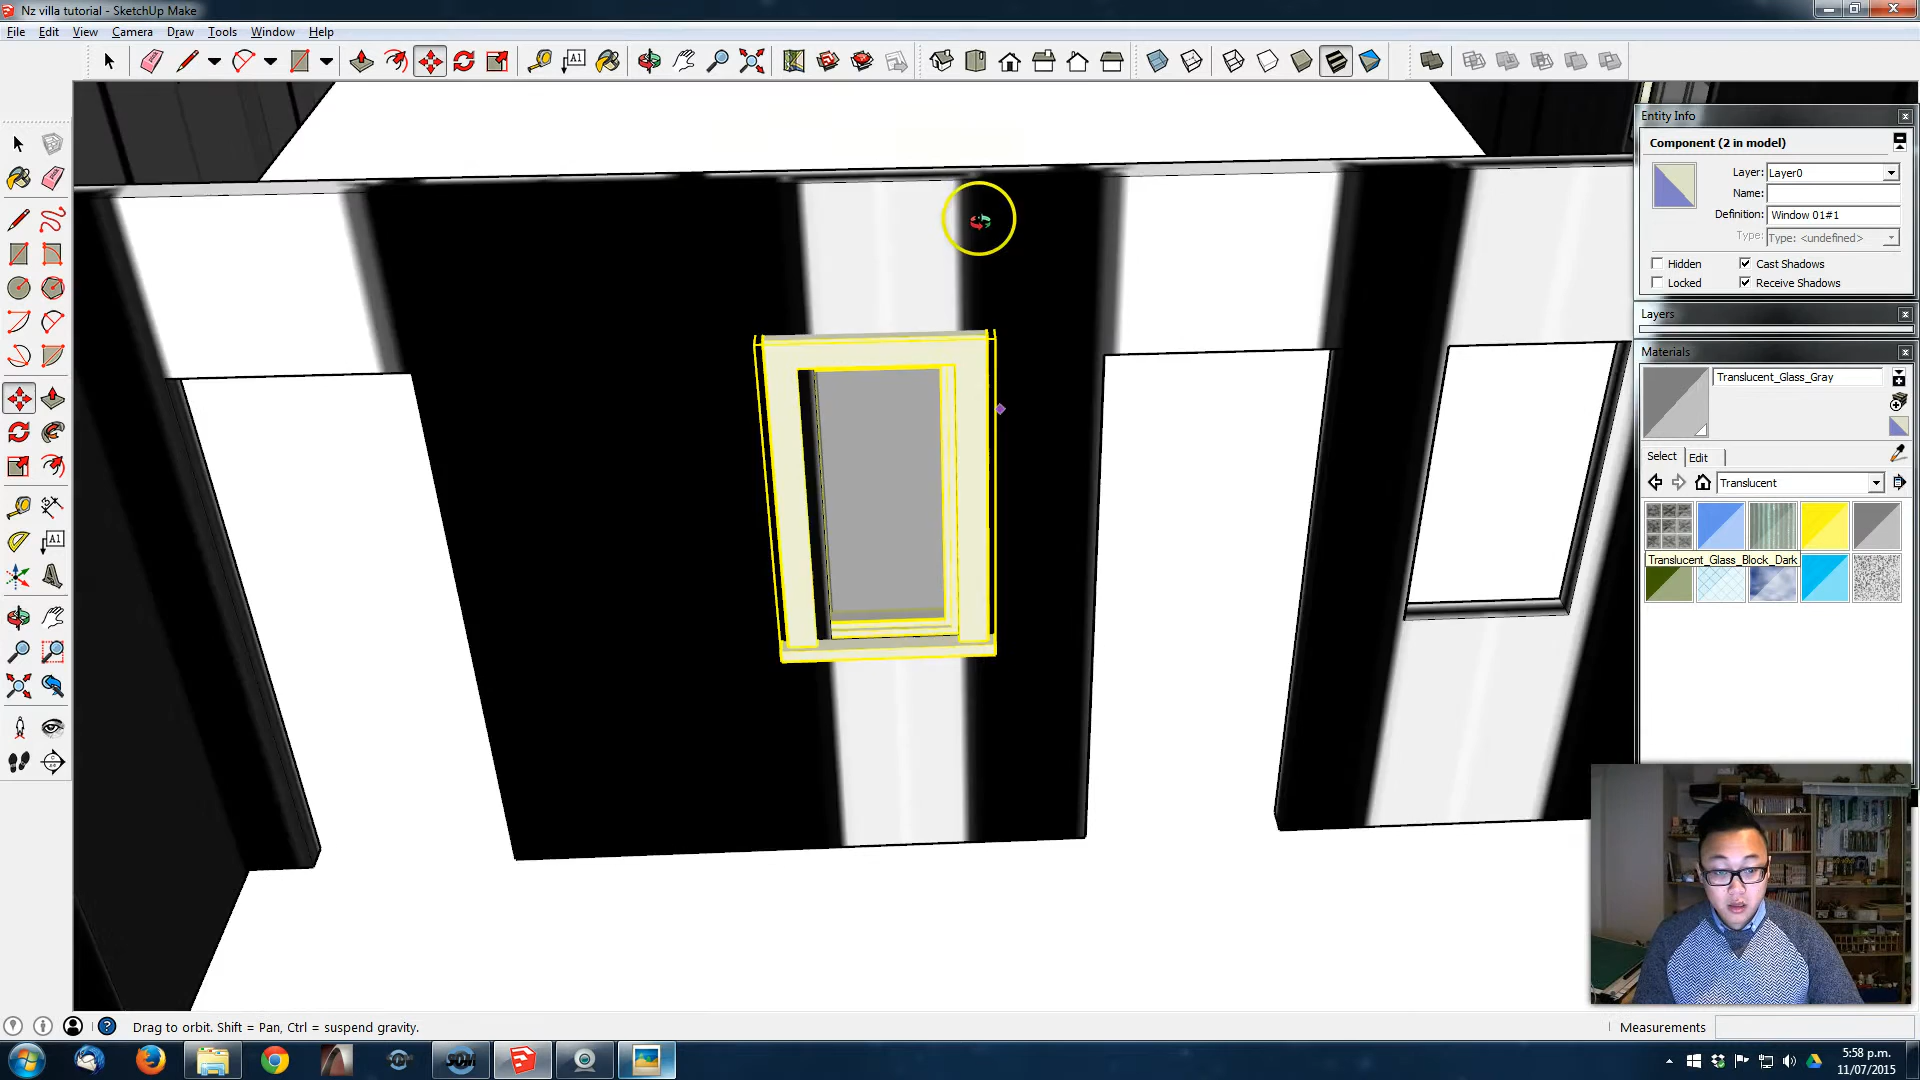 Nz villa tutorial - SketchUp Make
File Edit View Camera Draw Tools Window Help
A1
Entity Info
Component (2 in model)
Layer: Layer0
Name:
Definition: Window 01#1
Type: Type: <undefined>
Hidden Cast Shadows
Locked Receive Shadows
Layers
Materials
Translucent_Glass_Gray
Select Edit
Translucent
Translucent_Glass_Block_Dark
A1
Drag to orbit. Shift = Pan, Ctrl = suspend gravity.
Measurements
5:58 p.m.
11/07/2015